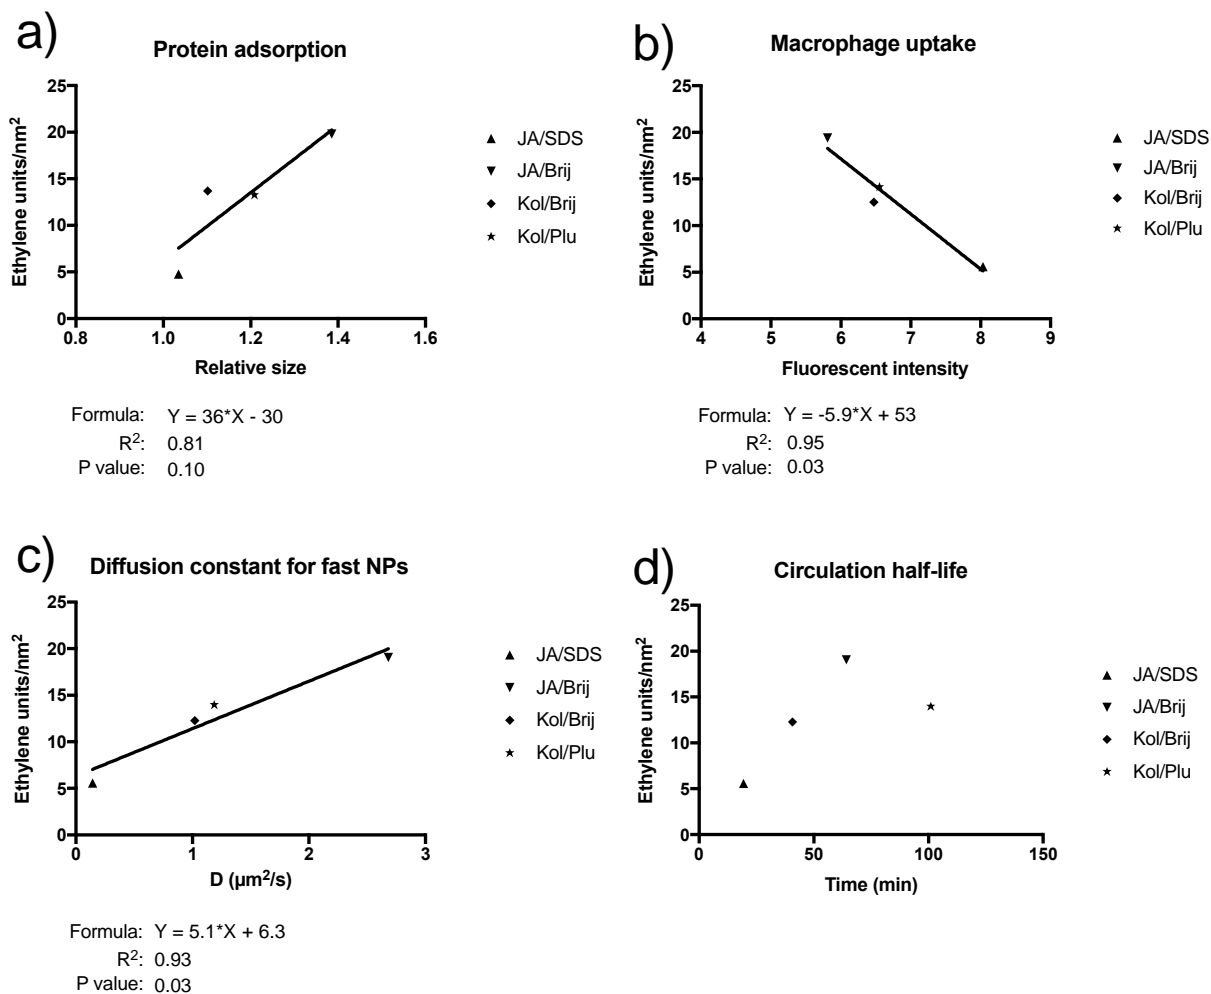 a)
Protein adsorption
Ethylene units/nm²
25
20
15
10
5
0
0.8 1.0 1.2 1.4 1.6
Relative size
JA/SDS
JA/Brij
Kol/Brij
Kol/Plu
Formula: Y = 36*X - 30
R²: 0.81
P value: 0.10
b)
Macrophage uptake
Ethylene units/nm²
25
20
15
10
5
0
4 5 6 7 8 9
Fluorescent intensity
JA/SDS
JA/Brij
Kol/Brij
Kol/Plu
Formula: Y = -5.9*X + 53
R²: 0.95
P value: 0.03
c)
Diffusion constant for fast NPs
Ethylene units/nm²
25
20
15
10
5
0
0 1 2 3
D (µm²/s)
JA/SDS
JA/Brij
Kol/Brij
Kol/Plu
Formula: Y = 5.1*X + 6.3
R²: 0.93
P value: 0.03
d)
Circulation half-life
Ethylene units/nm²
25
20
15
10
5
0
0 50 100 150
Time (min)
JA/SDS
JA/Brij
Kol/Brij
Kol/Plu